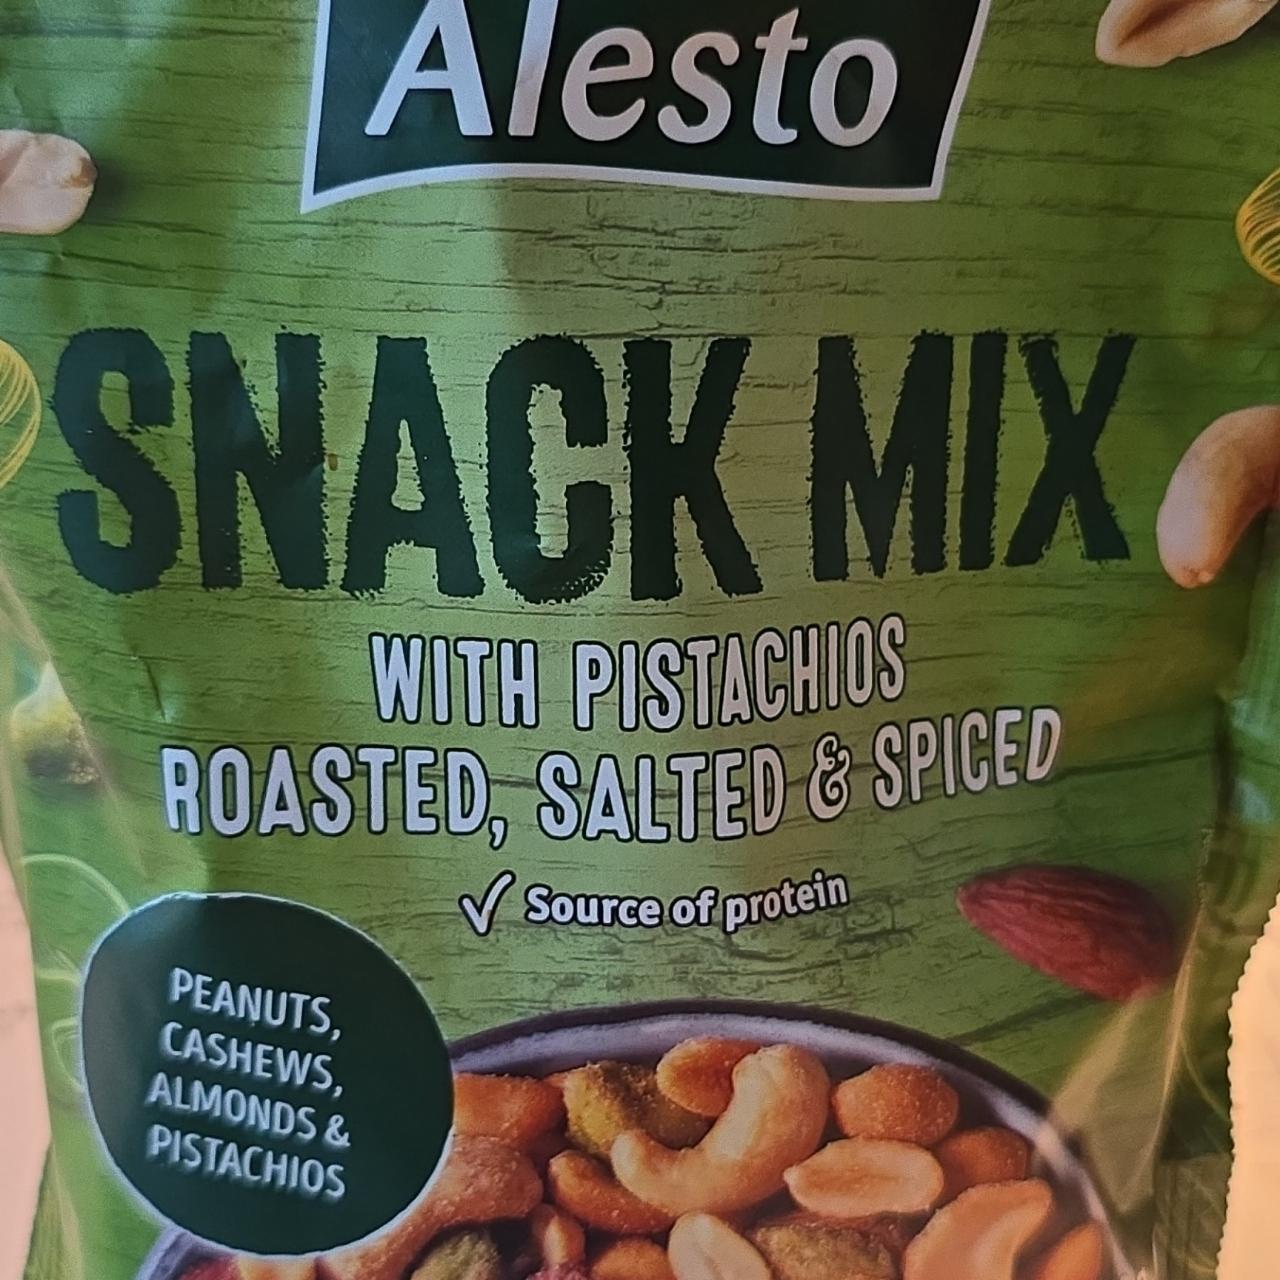 Alesto
SNACK MIX
WITH PISTACHIOS
ROASTED, SALTED & SPICED
✓ Source of protein
PEANUTS,
CASHEWS,
ALMONDS &
PISTACHIOS